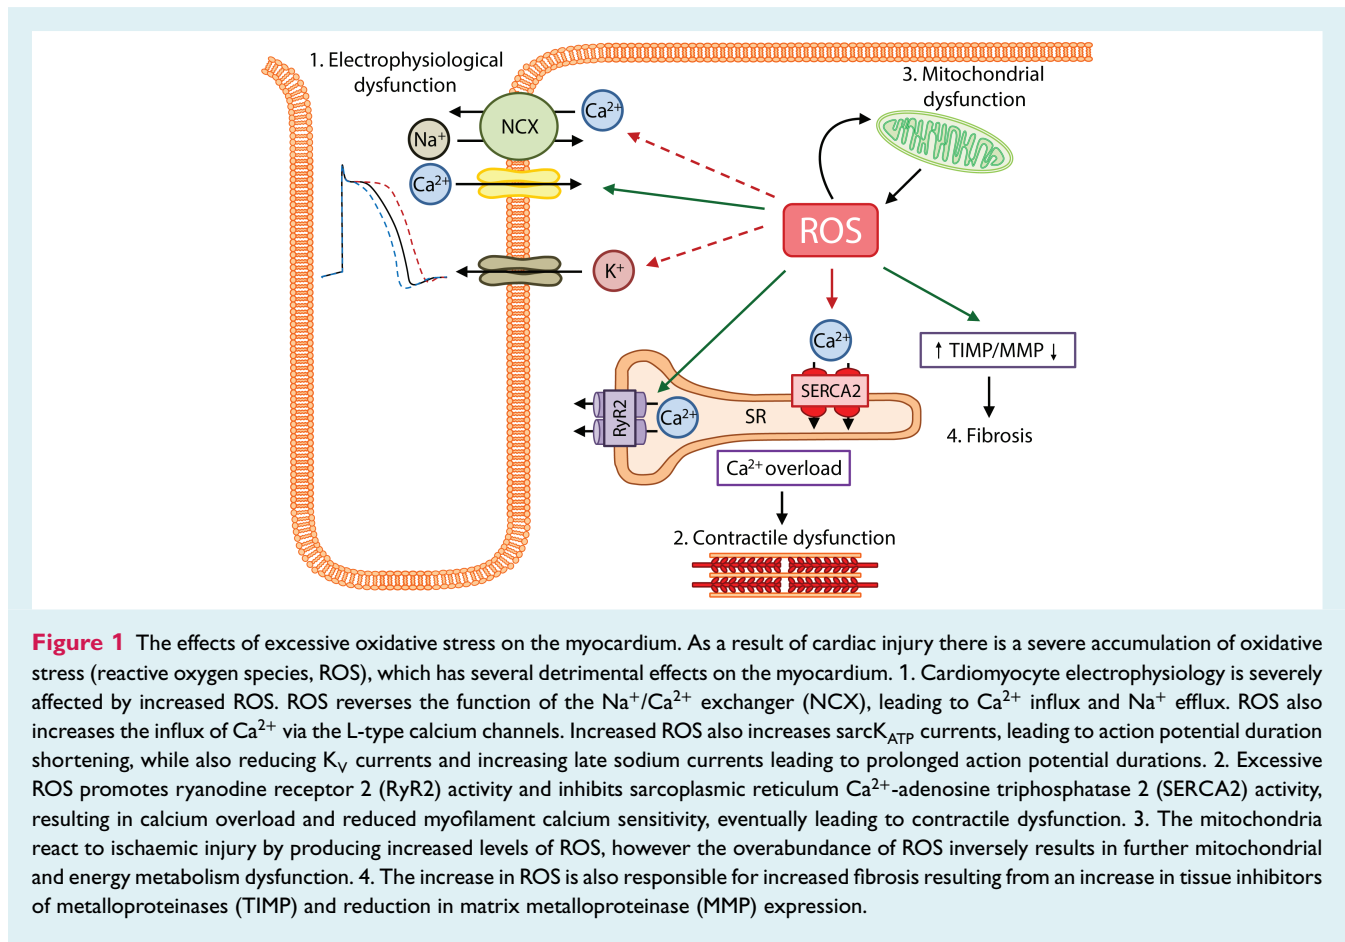 1. Electrophysiological
dysfunction
3. Mitochondrial
dysfunction
NCX
Ca²⁺
Na⁺
Ca²⁺
ROS
K⁺
Ca²⁺
↑ TIMP/MMP ↓
SERCA2
RyR2
Ca²⁺
SR
4. Fibrosis
Ca²⁺ overload
2. Contractile dysfunction
Figure 1 The effects of excessive oxidative stress on the myocardium. As a result of cardiac injury there is a severe accumulation of oxidative
stress (reactive oxygen species, ROS), which has several detrimental effects on the myocardium. 1. Cardiomyocyte electrophysiology is severely
affected by increased ROS. ROS reverses the function of the Na⁺/Ca²⁺ exchanger (NCX), leading to Ca²⁺ influx and Na⁺ efflux. ROS also
increases the influx of Ca²⁺ via the L-type calcium channels. Increased ROS also increases sarcK_ATP currents, leading to action potential duration
shortening, while also reducing K_V currents and increasing late sodium currents leading to prolonged action potential durations. 2. Excessive
ROS promotes ryanodine receptor 2 (RyR2) activity and inhibits sarcoplasmic reticulum Ca²⁺-adenosine triphosphatase 2 (SERCA2) activity,
resulting in calcium overload and reduced myofilament calcium sensitivity, eventually leading to contractile dysfunction. 3. The mitochondria
react to ischaemic injury by producing increased levels of ROS, however the overabundance of ROS inversely results in further mitochondrial
and energy metabolism dysfunction. 4. The increase in ROS is also responsible for increased fibrosis resulting from an increase in tissue inhibitors
of metalloproteinases (TIMP) and reduction in matrix metalloproteinase (MMP) expression.